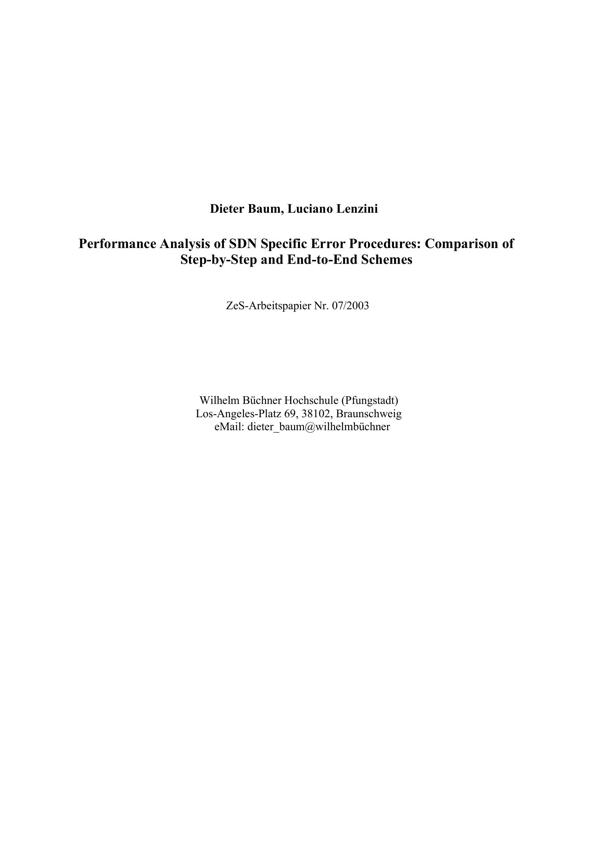 Dieter Baum, Luciano Lenzini
Performance Analysis of SDN Specific Error Procedures: Comparison of
Step-by-Step and End-to-End Schemes
ZeS-Arbeitspapier Nr. 07/2003
Wilhelm Büchner Hochschule (Pfungstadt)
Los-Angeles-Platz 69, 38102, Braunschweig
eMail: dieter_baum@wilhelmbüchner